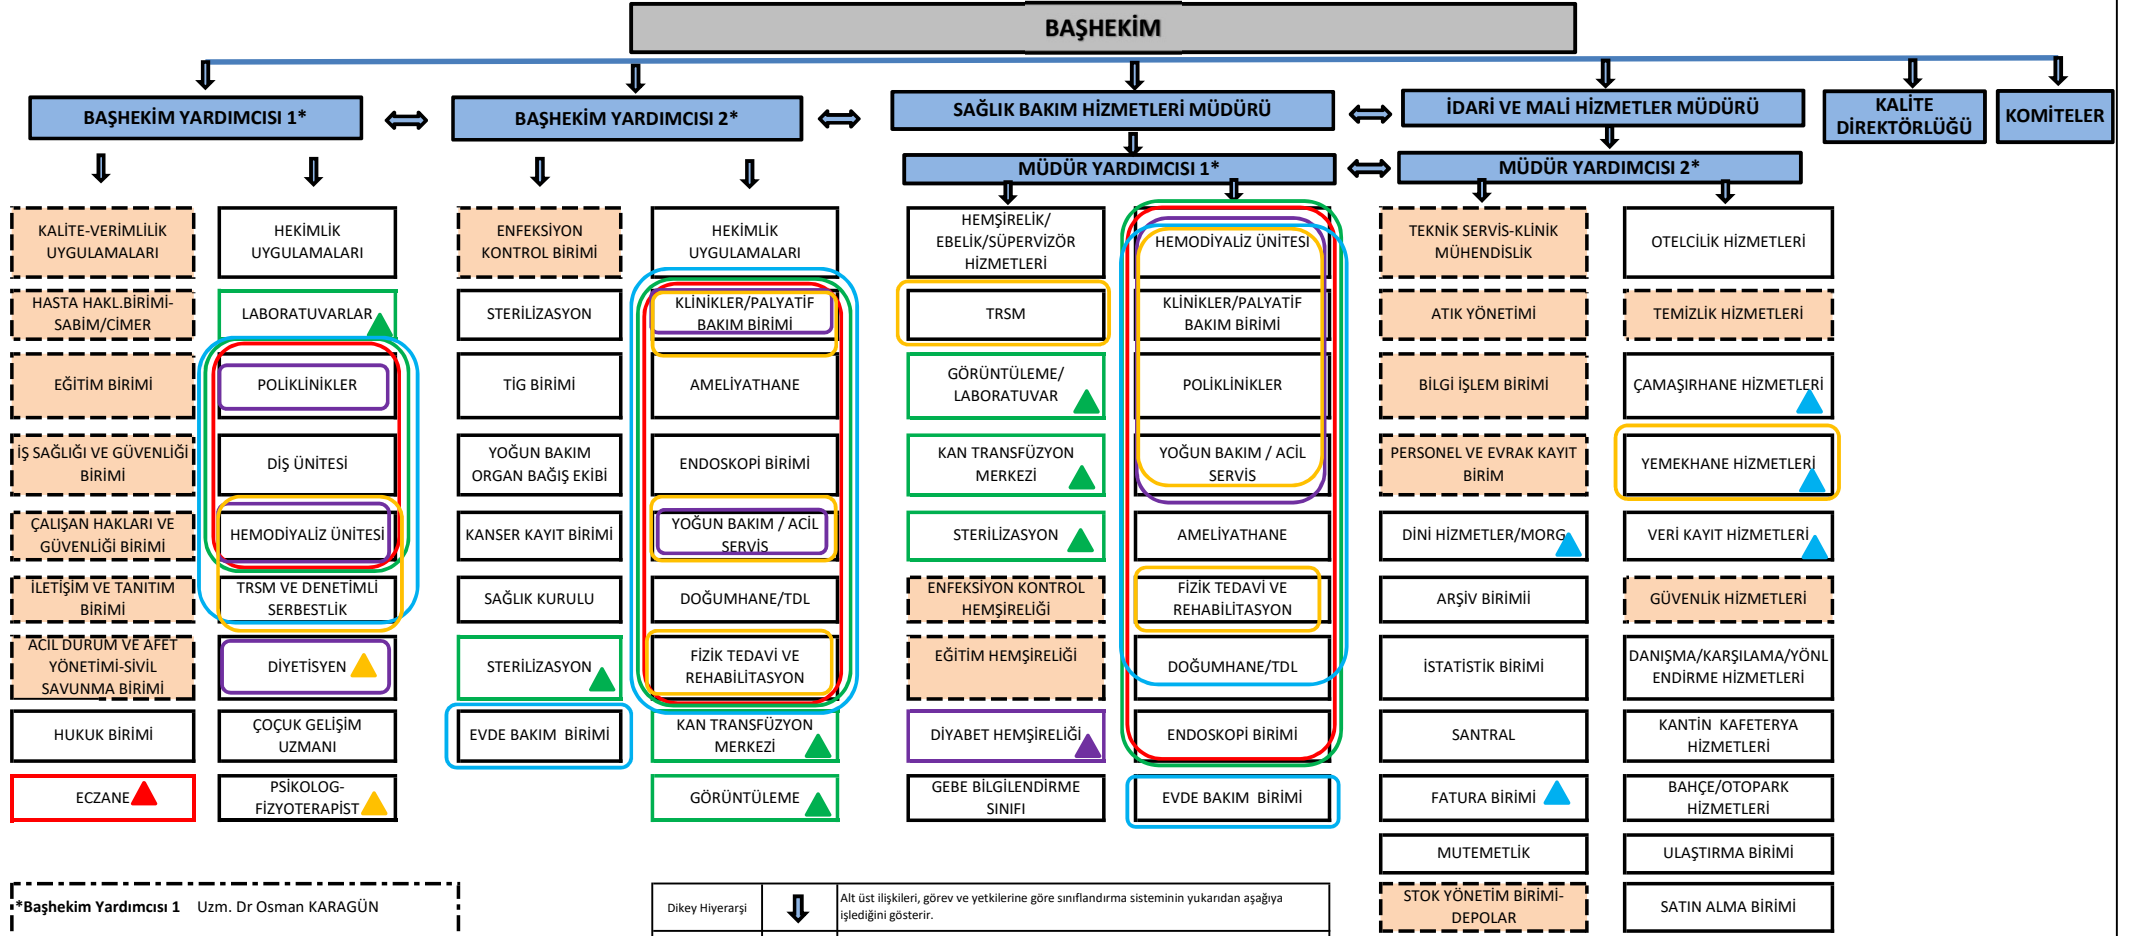 BAŞHEKİM
BAŞHEKİM YARDIMCISI 1*
BAŞHEKİM YARDIMCISI 2*
SAĞLIK BAKIM HİZMETLERİ MÜDÜRÜ
İDARİ VE MALİ HİZMETLER MÜDÜRÜ
KALİTE
DİREKTÖRLÜĞÜ
KOMİTELER
MÜDÜR YARDIMCISI 1*
MÜDÜR YARDIMCISI 2*
KALİTE-VERİMLİLİK
UYGULAMALARI
HASTA HAKL.BİRİMİ-
SABİM/CİMER
EĞİTİM BİRİMİ
İŞ SAĞLIĞI VE GÜVENLİĞİ
BİRİMİ
ÇALIŞAN HAKLARI VE
GÜVENLİĞİ BİRİMİ
İLETİŞİM VE TANITIM
BİRİMİ
ACİL DURUM VE AFET
YÖNETİMİ-SİVİL
SAVUNMA BİRİMİ
HUKUK BİRİMİ
ECZANE
HEKİMLİK
UYGULAMALARI
LABORATUVARLAR
POLİKLİNİKLER
DİŞ ÜNİTESİ
HEMODİYALİZ ÜNİTESİ
TRSM VE DENETİMLİ
SERBESTLİK
DİYETİSYEN
ÇOÇUK GELİŞİM
UZMANI
PSİKOLOG-
FİZYOTERAPİST
ENFEKSİYON
KONTROL BİRİMİ
STERİLİZASYON
TİG BİRİMİ
YOĞUN BAKIM
ORGAN BAĞIŞ EKİBİ
KANSER KAYIT BİRİMİ
SAĞLIK KURULU
STERİLİZASYON
EVDE BAKIM  BİRİMİ
HEKİMLİK
UYGULAMALARI
KLİNİKLER/PALYATİF
BAKIM BİRİMİ
AMELİYATHANE
ENDOSKOPİ BİRİMİ
YOĞUN BAKIM / ACİL
SERVİS
DOĞUMHANE/TDL
FİZİK TEDAVİ VE
REHABİLİTASYON
KAN TRANSFÜZYON
MERKEZİ
GÖRÜNTÜLEME
HEMŞİRELİK/
EBELİK/SÜPERVİZÖR
HİZMETLERİ
TRSM
GÖRÜNTÜLEME/
LABORATUVAR
KAN TRANSFÜZYON
MERKEZİ
STERİLİZASYON
ENFEKSİYON KONTROL
HEMŞİRELİĞİ
EĞİTİM HEMŞİRELİĞİ
DİYABET HEMŞİRELİĞİ
GEBE BİLGİLENDİRME
SINIFI
HEMODİYALİZ ÜNİTESI
KLİNİKLER/PALYATİF
BAKIM BİRİMİ
POLİKLİNİKLER
YOĞUN BAKIM / ACİL
SERVİS
AMELİYATHANE
FİZİK TEDAVİ VE
REHABİLİTASYON
DOĞUMHANE/TDL
ENDOSKOPİ BİRİMİ
EVDE BAKIM  BİRİMİ
TEKNİK SERVİS-KLİNİK
MÜHENDİSLİK
ATIK YÖNETİMİ
BİLGİ İŞLEM BİRİMİ
PERSONEL VE EVRAK KAYIT
BİRİM
DİNİ HİZMETLER/MORG
ARŞİV BİRİMİİ
İSTATİSTİK BİRİMİ
SANTRAL
FATURA BİRİMİ
MUTEMETLİK
STOK YÖNETİM BİRİMİ-
DEPOLAR
OTELCİLİK HİZMETLERİ
TEMİZLİK HİZMETLERİ
ÇAMAŞIRHANE HİZMETLERİ
YEMEKHANE HİZMETLERİ
VERİ KAYIT HİZMETLERİ
GÜVENLİK HİZMETLERİ
DANIŞMA/KARŞILAMA/YÖNL
ENDİRME HİZMETLERİ
KANTİN  KAFETERYA
HİZMETLERİ
BAHÇE/OTOPARK
HİZMETLERİ
ULAŞTIRMA BİRİMİ
SATIN ALMA BİRİMİ
*Başhekim Yardımcısı 1    Uzm. Dr Osman KARAGÜN
Dikey Hiyerarşi
Alt üst ilişkileri, görev ve yetkilerine göre sınıflandırma sisteminin yukarıdan aşağıya
işlediğini gösterir.